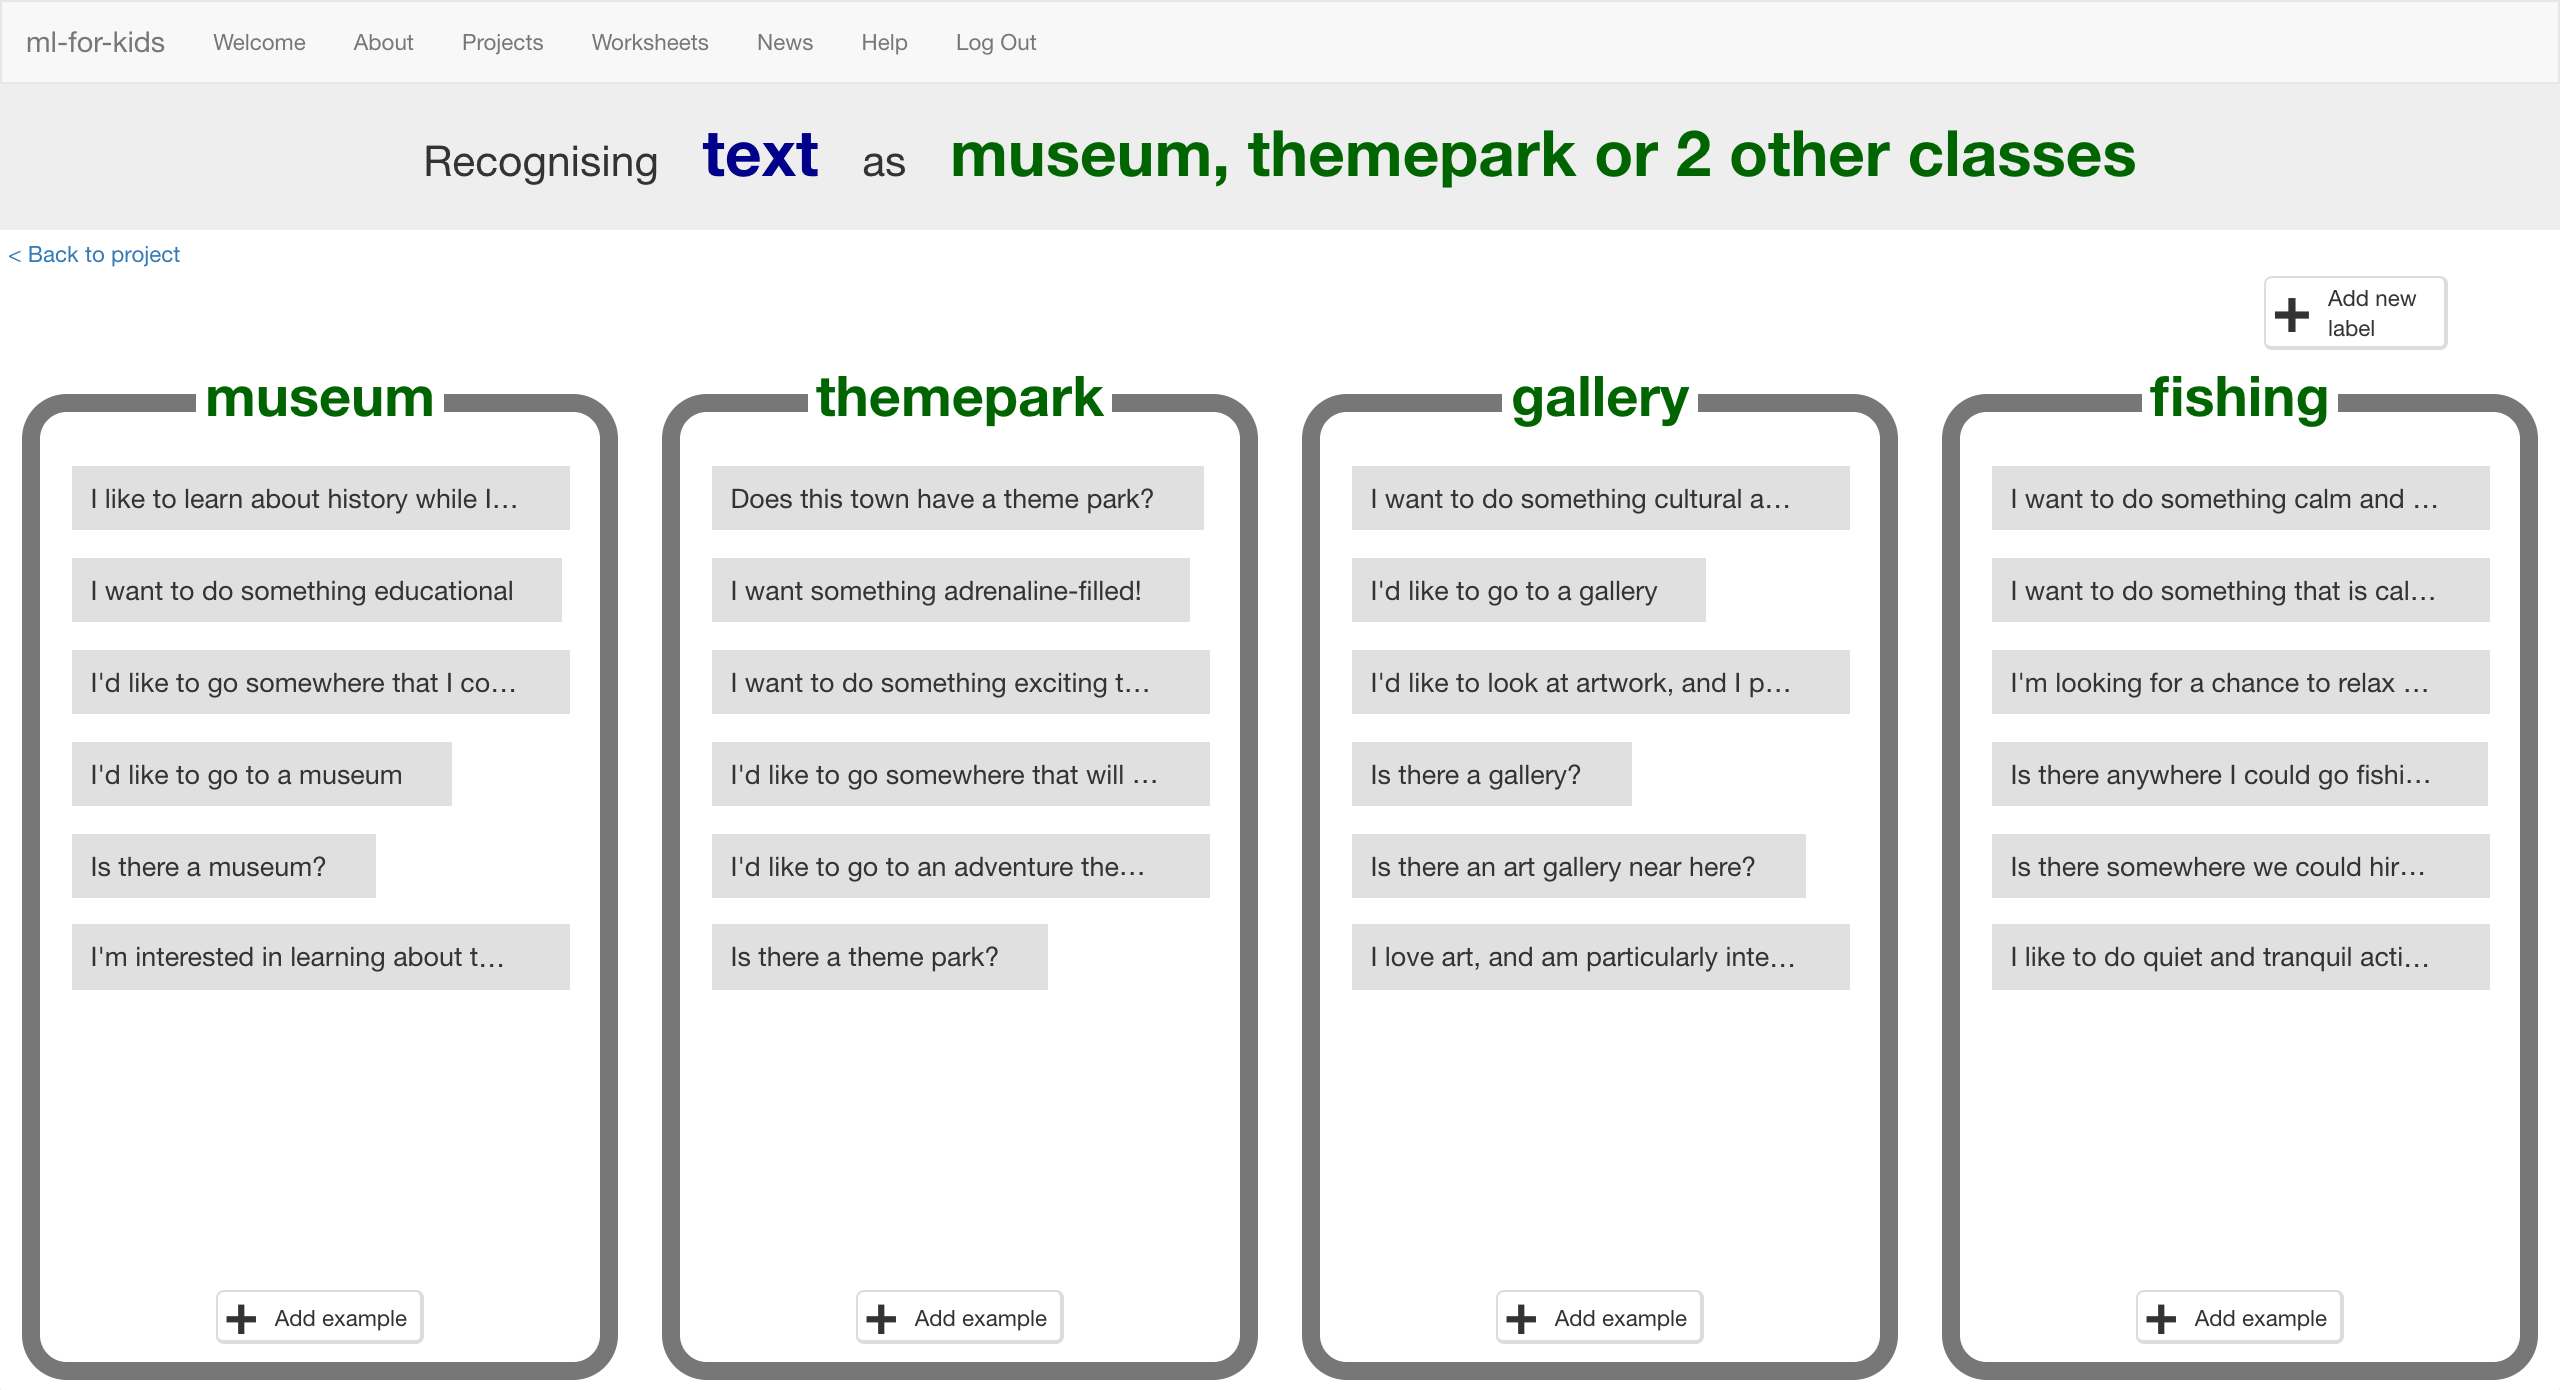 ml-for-kids Welcome About Projects Worksheets News Help Log Out
Recognising text as museum, themepark or 2 other classes
< Back to project
Add new
label
museum
I like to learn about history while I…
I want to do something educational
I'd like to go somewhere that I co…
I'd like to go to a museum
Is there a museum?
I'm interested in learning about t…
Add example
themepark
Does this town have a theme park?
I want something adrenaline-filled!
I want to do something exciting t…
I'd like to go somewhere that will …
I'd like to go to an adventure the…
Is there a theme park?
Add example
gallery
I want to do something cultural a…
I'd like to go to a gallery
I'd like to look at artwork, and I p…
Is there a gallery?
Is there an art gallery near here?
I love art, and am particularly inte…
Add example
fishing
I want to do something calm and …
I want to do something that is cal…
I'm looking for a chance to relax …
Is there anywhere I could go fishi…
Is there somewhere we could hir…
I like to do quiet and tranquil acti…
Add example